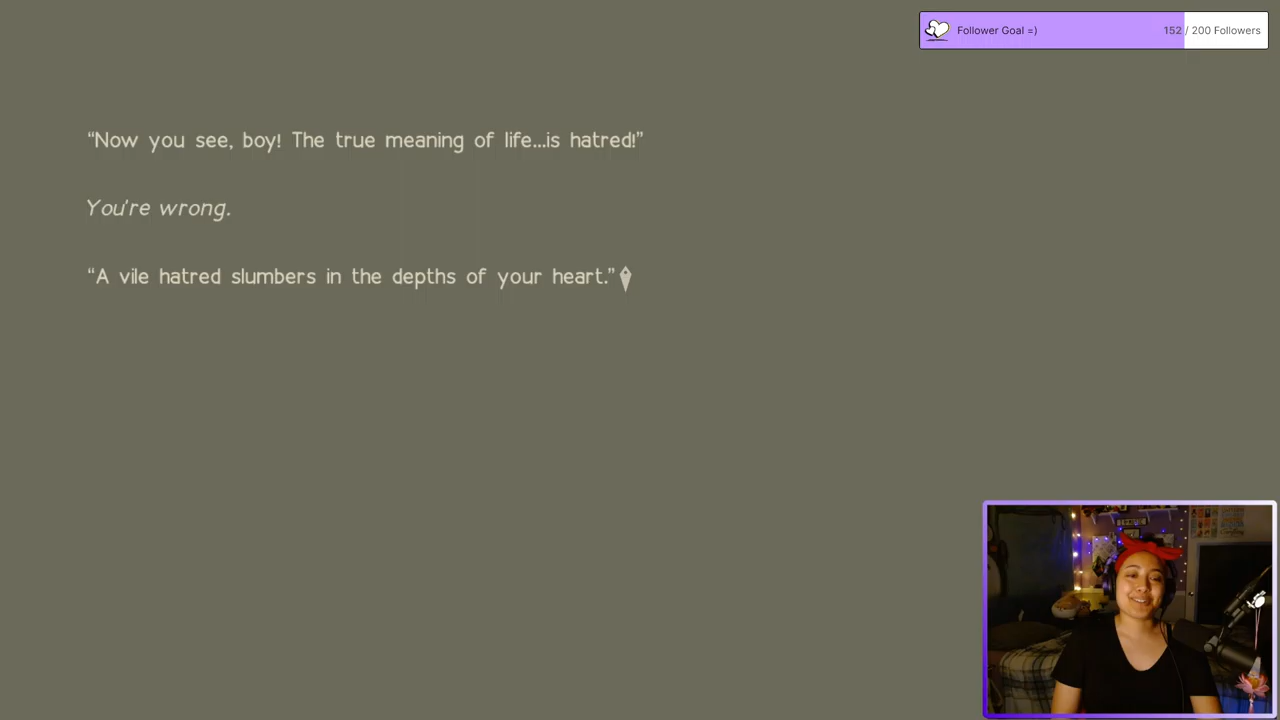 Follower Goal =)
152 / 200 Followers
“Now you see, boy! The true meaning of life...is hatred!”
You're wrong.
“A vile hatred slumbers in the depths of your heart.”